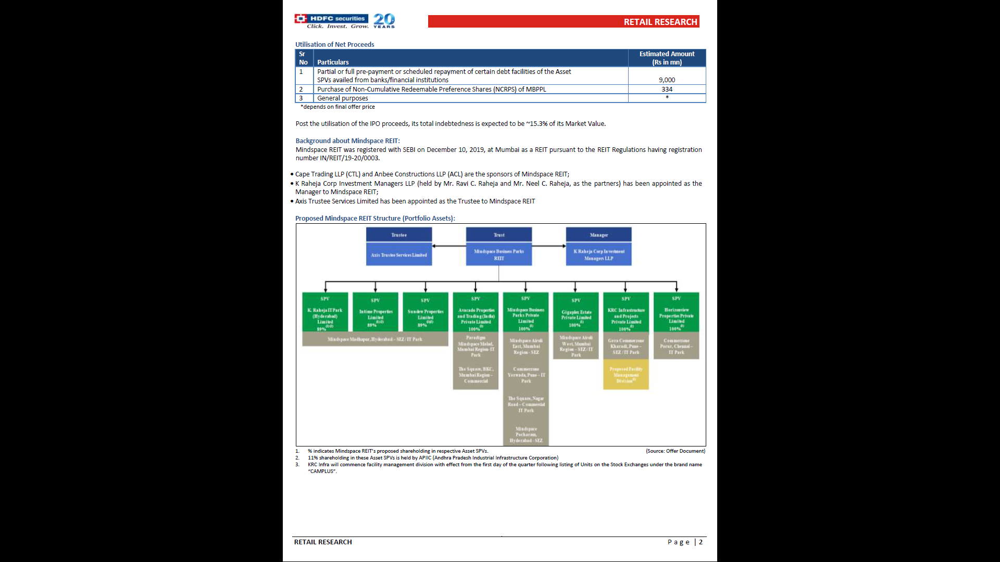 HDFC securities
Click. Invest. Grow.
20
YEARS
RETAIL RESEARCH
Utilisation of Net Proceeds
Sr No Particulars Estimated Amount (Rs in mn)
1 Partial or full pre-payment or scheduled repayment of certain debt facilities of the Asset
SPVs availed from banks/financial institutions 9,000
2 Purchase of Non-Cumulative Redeemable Preference Shares (NCRPS) of MBPPL 334
3 General purposes *
*depends on final offer price
Post the utilisation of the IPO proceeds, its total indebtedness is expected to be ~15.3% of its Market Value.
Background about Mindspace REIT:
Mindspace REIT was registered with SEBI on December 10, 2019, at Mumbai as a REIT pursuant to the REIT Regulations having registration
number IN/REIT/19-20/0003.
• Cape Trading LLP (CTL) and Anbee Constructions LLP (ACL) are the sponsors of Mindspace REIT;
• K Raheja Corp Investment Managers LLP (held by Mr. Ravi C. Raheja and Mr. Neel C. Raheja, as the partners) has been appointed as the
Manager to Mindspace REIT;
• Axis Trustee Services Limited has been appointed as the Trustee to Mindspace REIT
Proposed Mindspace REIT Structure (Portfolio Assets):
Trustee
Axis Trustee Services Limited
Trust
Mindspace Business Parks
REIT
Manager
K Raheja Corp Investment
Managers LLP
SPV
K. Raheja IT Park
(Hyderabad)
Limited
89% (1)(2)
SPV
Intime Properties
Limited
89% (1)(2)
SPV
Sundew Properties
Limited
89% (1)(2)
Mindspace Madhapur, Hyderabad – SEZ / IT Park
SPV
Avacado Properties
and Trading (India)
Private Limited
100% (1)
Paradigm
Mindspace Malad,
Mumbai Region-IT
Park
The Square, BKC,
Mumbai Region –
Commercial
SPV
Mindspace Business
Parks Private
Limited
100% (1)
Mindspace Airoli
East, Mumbai
Region - SEZ
Commerzone
Yerwada, Pune – IT
Park
The Square, Nagar
Road – Commercial
IT Park
Mindspace
Pocharam,
Hyderabad - SEZ
SPV
Gigaplex Estate
Private Limited
100% (1)
Mindspace Airoli
West, Mumbai
Region – SEZ / IT
Park
SPV
KRC Infrastructure
and Projects
Private Limited
100% (1)
Gera Commerzone
Kharadi, Pune –
SEZ / IT Park
Proposed Facility
Management
Division
SPV
Horizonview
Properties Private
Limited
100% (1)
Commerzone
Porur, Chennai –
IT Park
1. % indicates Mindspace REIT's proposed shareholding in respective Asset SPVs. (Source: Offer Document)
2. 11% shareholding in these Asset SPVs is held by APIIC (Andhra Pradesh Industrial Infrastructure Corporation)
3. KRC Infra will commence facility management division with effect from the first day of the quarter following listing of Units on the Stock Exchanges under the brand name
“CAMPLUS”.
RETAIL RESEARCH
Page | 2